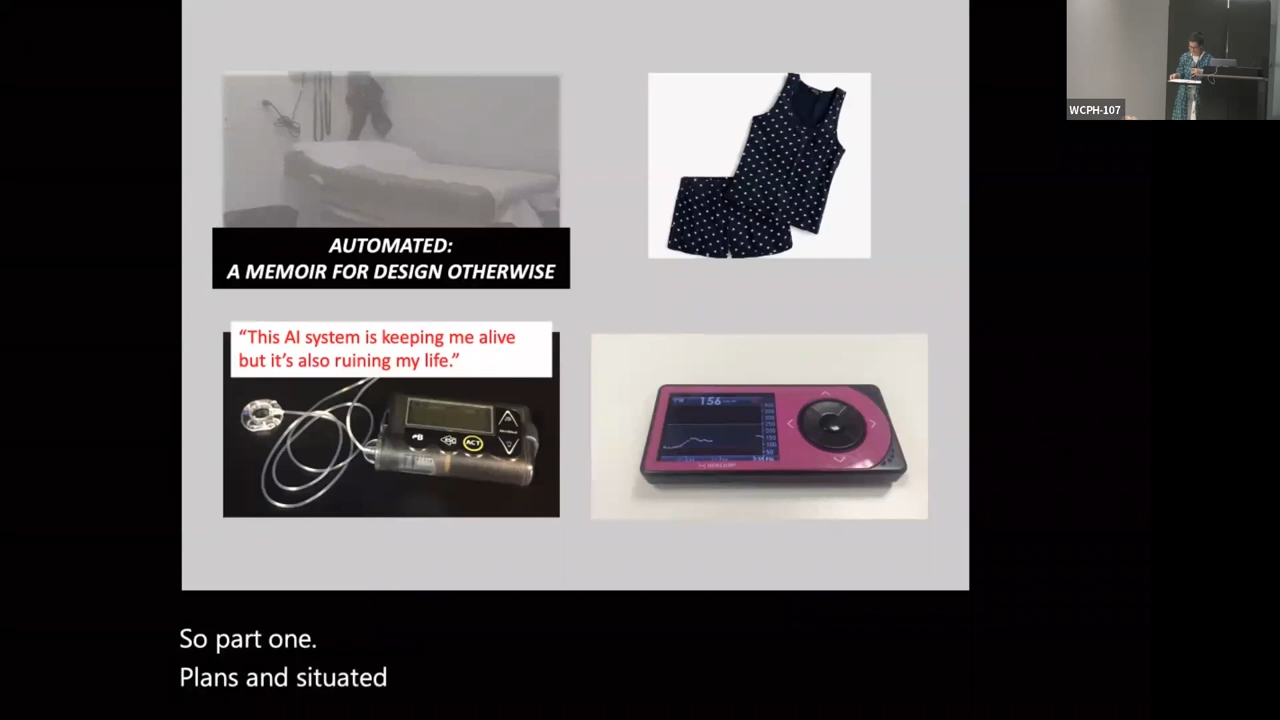 WCPH-107
AUTOMATED:
A MEMOIR FOR DESIGN OTHERWISE
“This AI system is keeping me alive
but it’s also ruining my life.”
ACT
156
So part one.
Plans and situated